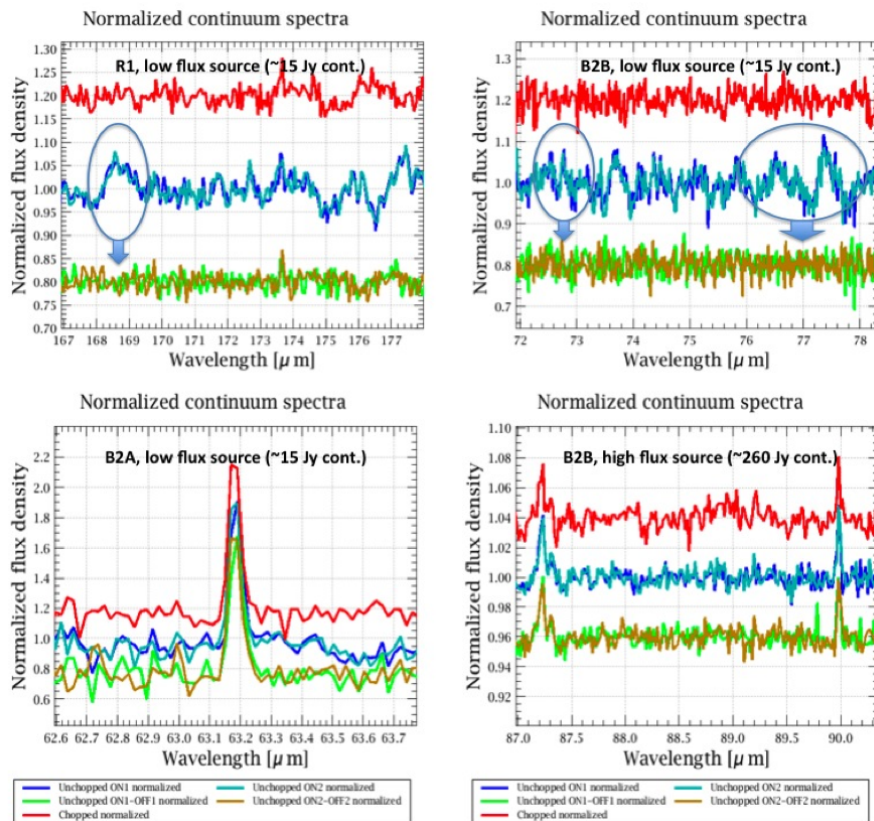 Normalized continuum spectra
R1, low flux source (~15 Jy cont.)
Normalized flux density
1.30
1.25
1.20
1.15
1.10
1.05
1.00
0.95
0.90
0.85
0.80
0.75
0.70
167 168 169 170 171 172 173 174 175 176 177
Wavelength [µ m]
Normalized continuum spectra
B2B, low flux source (~15 Jy cont.)
Normalized flux density
1.3
1.2
1.1
1.0
0.9
0.8
0.7
72 73 74 75 76 77 78
Wavelength [µ m]
Normalized continuum spectra
B2A, low flux source (~15 Jy cont.)
Normalized flux density
2.2
2.0
1.8
1.6
1.4
1.2
1.0
0.8
0.6
62.6 62.7 62.8 62.9 63.0 63.1 63.2 63.3 63.4 63.5 63.6 63.7
Wavelength [µ m]
Normalized continuum spectra
B2B, high flux source (~260 Jy cont.)
Normalized flux density
1.10
1.08
1.06
1.04
1.02
1.00
0.98
0.96
0.94
0.92
87.0 87.5 88.0 88.5 89.0 89.5 90.0
Wavelength [µ m]
Unchopped ON1 normalized Unchopped ON2 normalized
Unchopped ON1-OFF1 normalized Unchopped ON2-OFF2 normalized
Chopped normalized
Unchopped ON1 normalized Unchopped ON2 normalized
Unchopped ON1-OFF1 normalized Unchopped ON2-OFF2 normalized
Chopped normalized